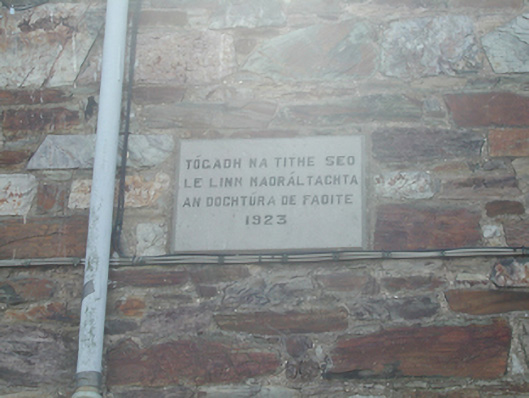 TÓGADH NA TITHE SEO
LE LINN MAORÁLTACHTA
AN DOCHTÚRA DE FAOITE
1923